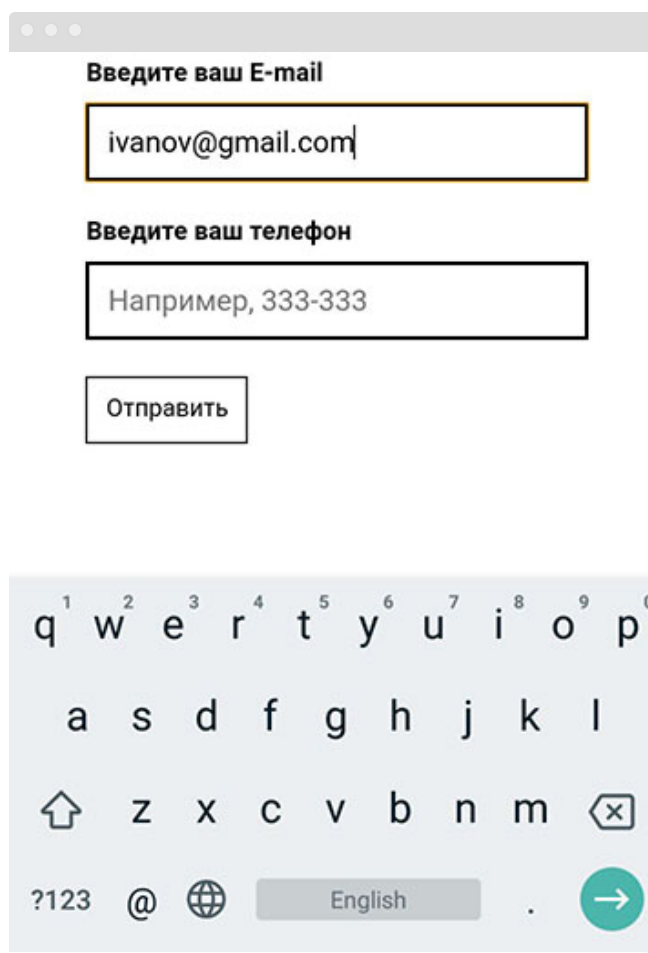 Введите ваш E-mail
ivanov@gmail.com
Введите ваш телефон
Например, 333-333
Отправить
1 2 3 4 5 6 7 8 9 0
q w e r t y u i o p
a s d f g h j k l
z x c v b n m
?123 @ English .